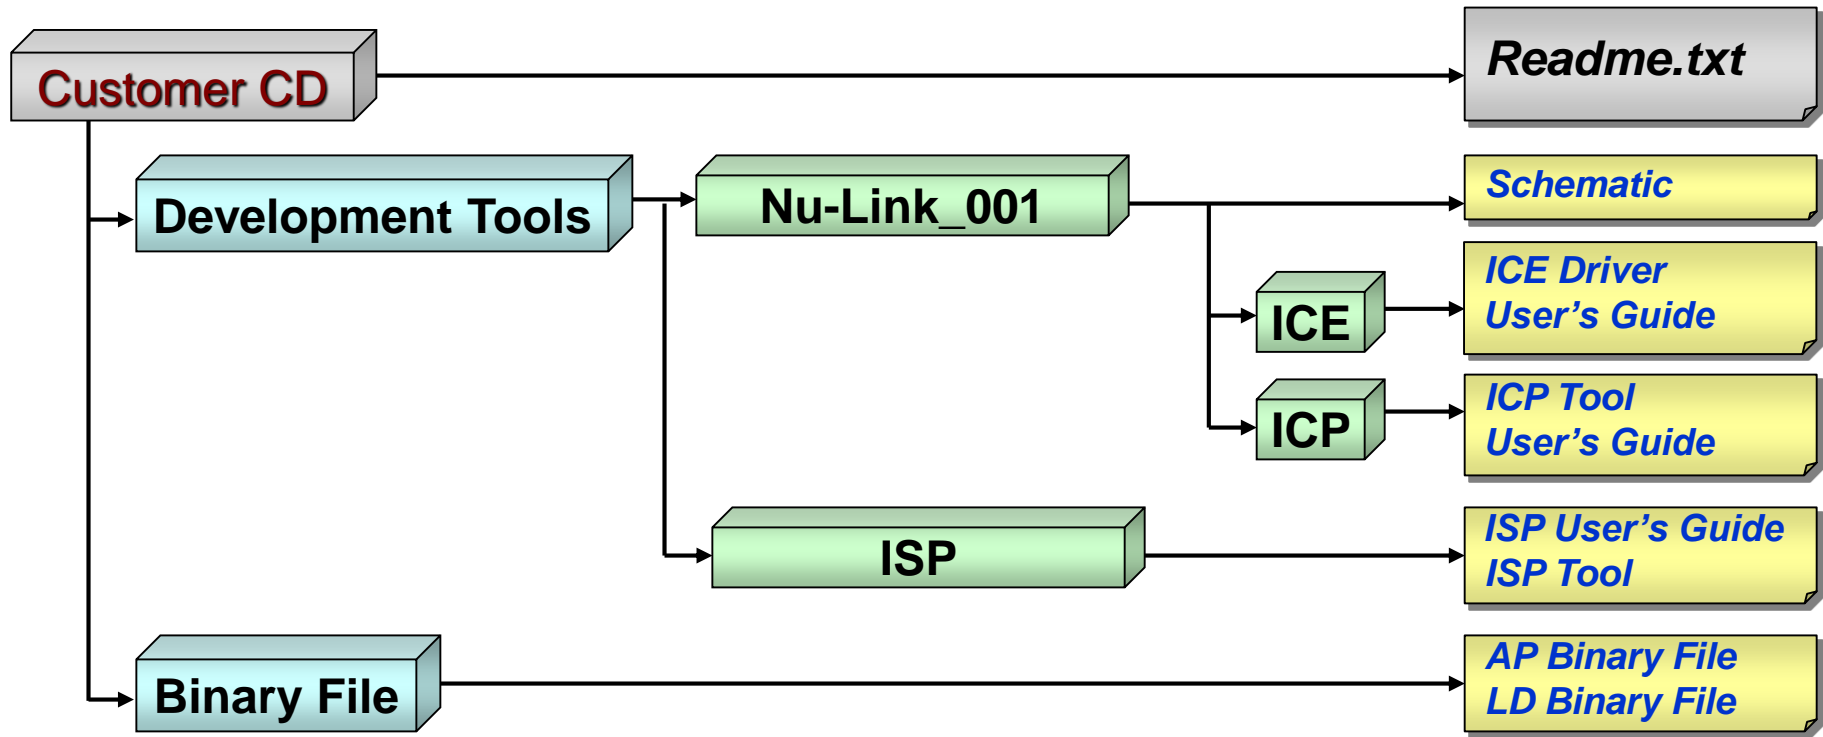 Customer CD
Readme.txt
Development Tools
Nu-Link_001
Schematic
ICE
ICE Driver
User’s Guide
ICP
ICP Tool
User’s Guide
ISP
ISP User’s Guide
ISP Tool
Binary File
AP Binary File
LD Binary File